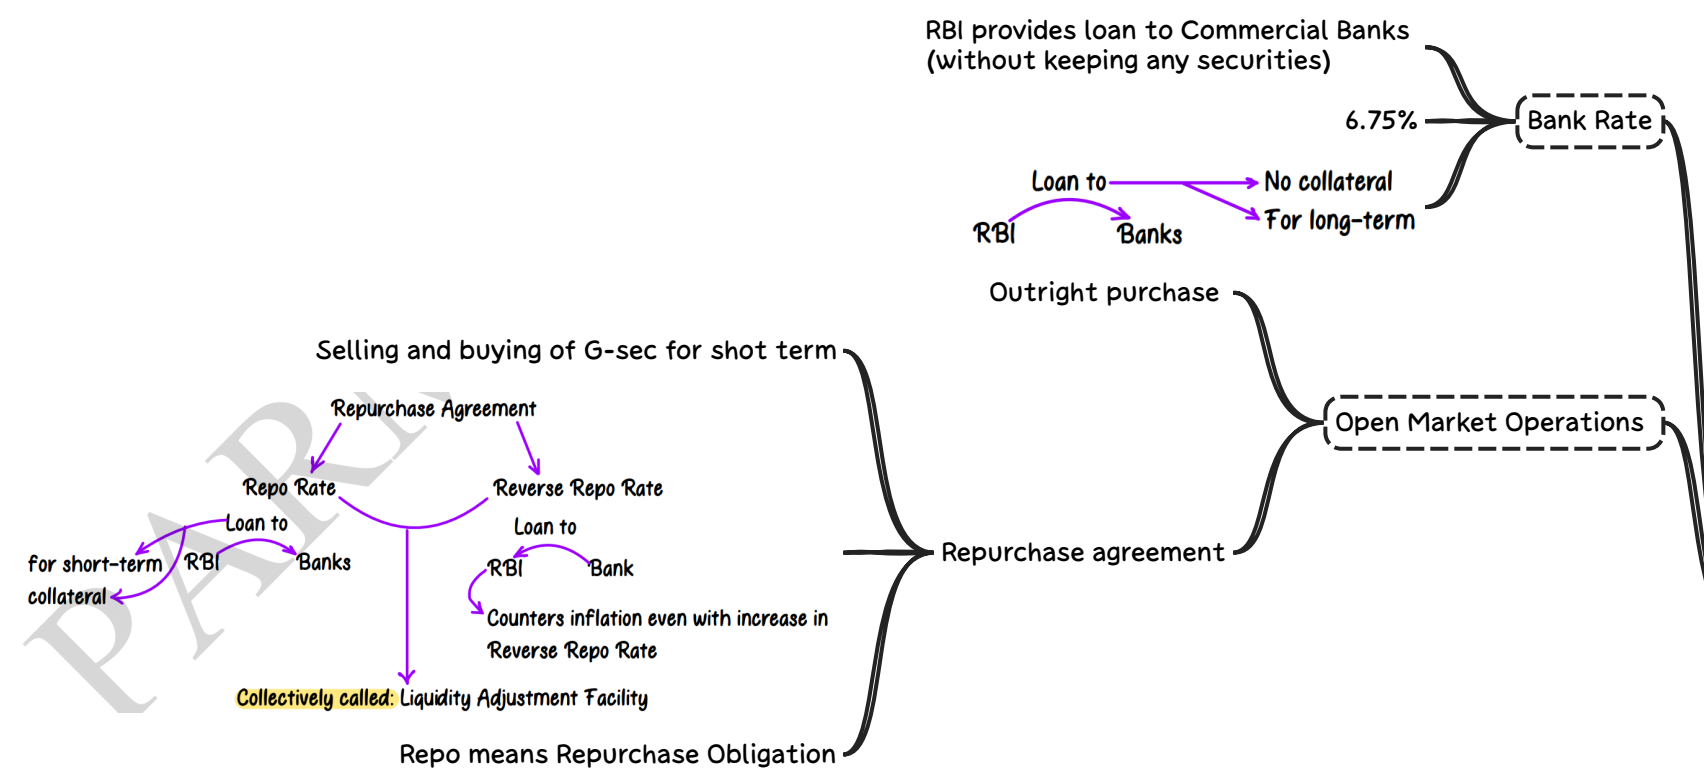 RBI provides loan to Commercial Banks
(without keeping any securities)
6.75%
Bank Rate
Loan to
No collateral
For long-term
RBI
Banks
Outright purchase
Open Market Operations
Selling and buying of G-sec for shot term
Repurchase Agreement
Repo Rate
Reverse Repo Rate
Loan to
for short-term
RBI
Banks
collateral
Loan to
RBI
Bank
Counters inflation even with increase in
Reverse Repo Rate
Collectively called: Liquidity Adjustment Facility
Repurchase agreement
Repo means Repurchase Obligation
PAR